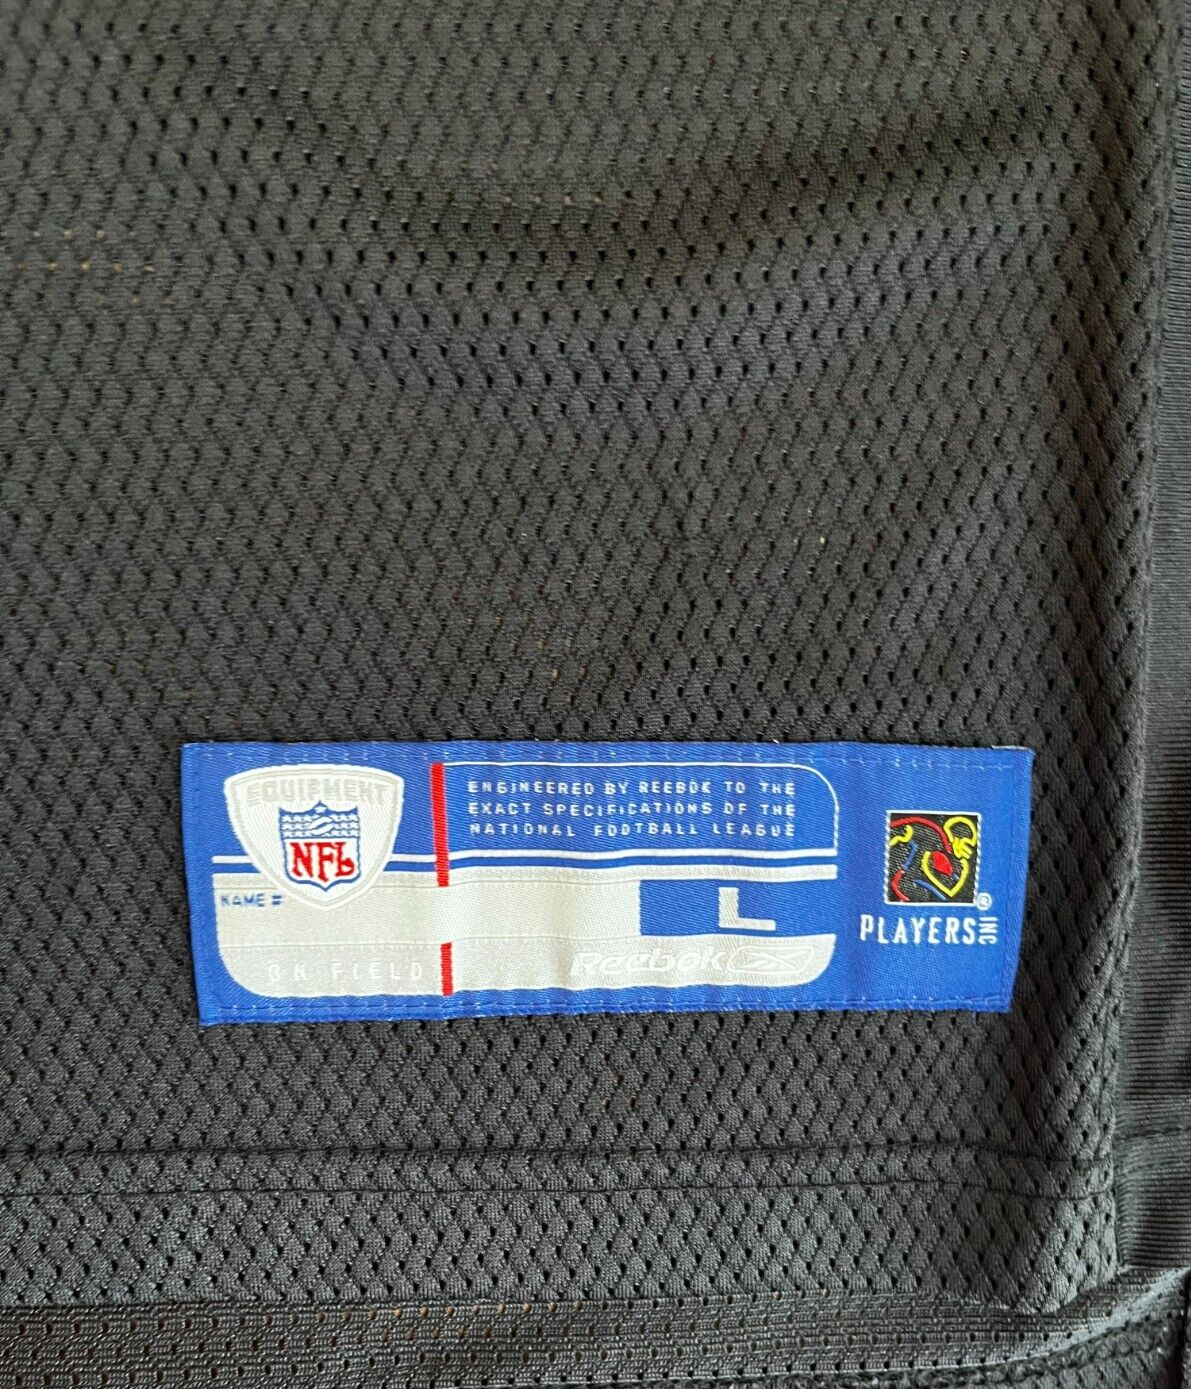 EQUIPMENT
NFL
ENGINEERED BY REEBOK TO THE
EXACT SPECIFICATIONS OF THE
NATIONAL FOOTBALL LEAGUE
NAME #
L
ON FIELD
Reebok
PLAYERS INC ®